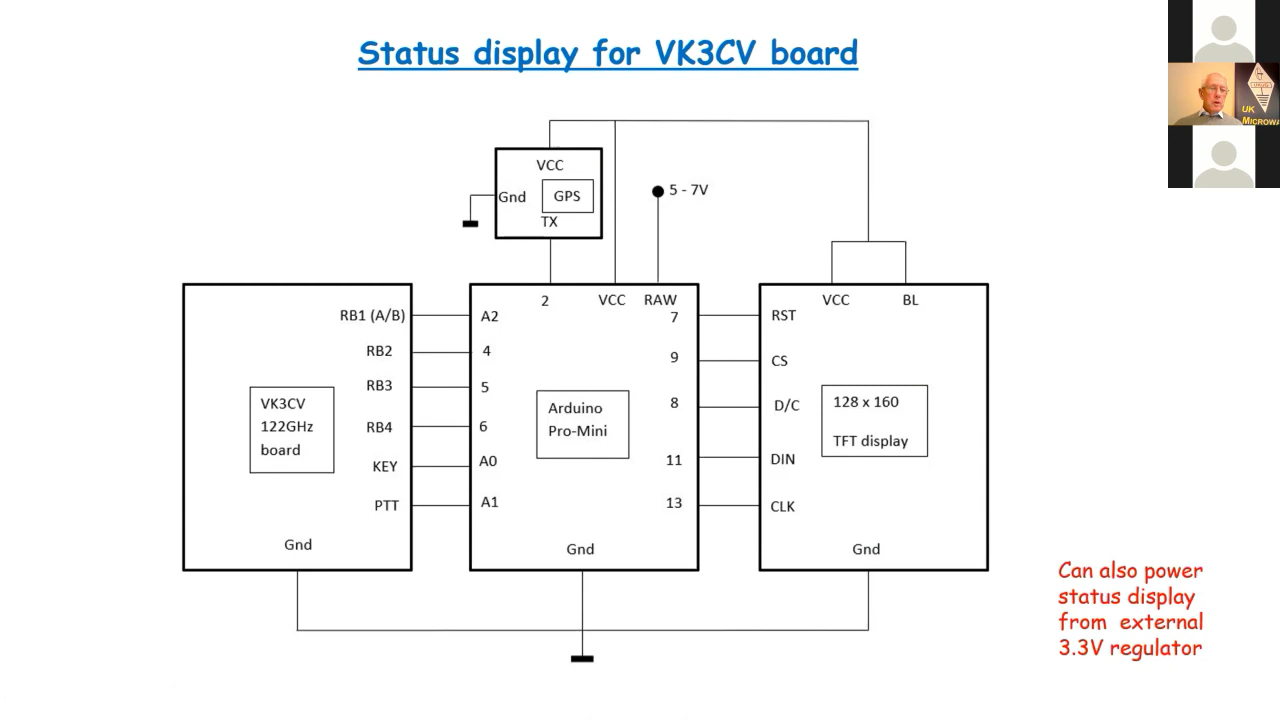 Status display for VK3CV board
UK
MICROWA
VCC
Gnd
GPS
TX
5 - 7V
2
VCC
RAW
VCC
BL
RB1 (A/B)
A2
7
RST
RB2
4
9
CS
RB3
5
8
D/C
RB4
6
11
DIN
KEY
A0
13
CLK
PTT
A1
VK3CV
122GHz
board
Arduino
Pro-Mini
128 x 160
TFT display
Gnd
Gnd
Gnd
Can also power
status display
from external
3.3V regulator